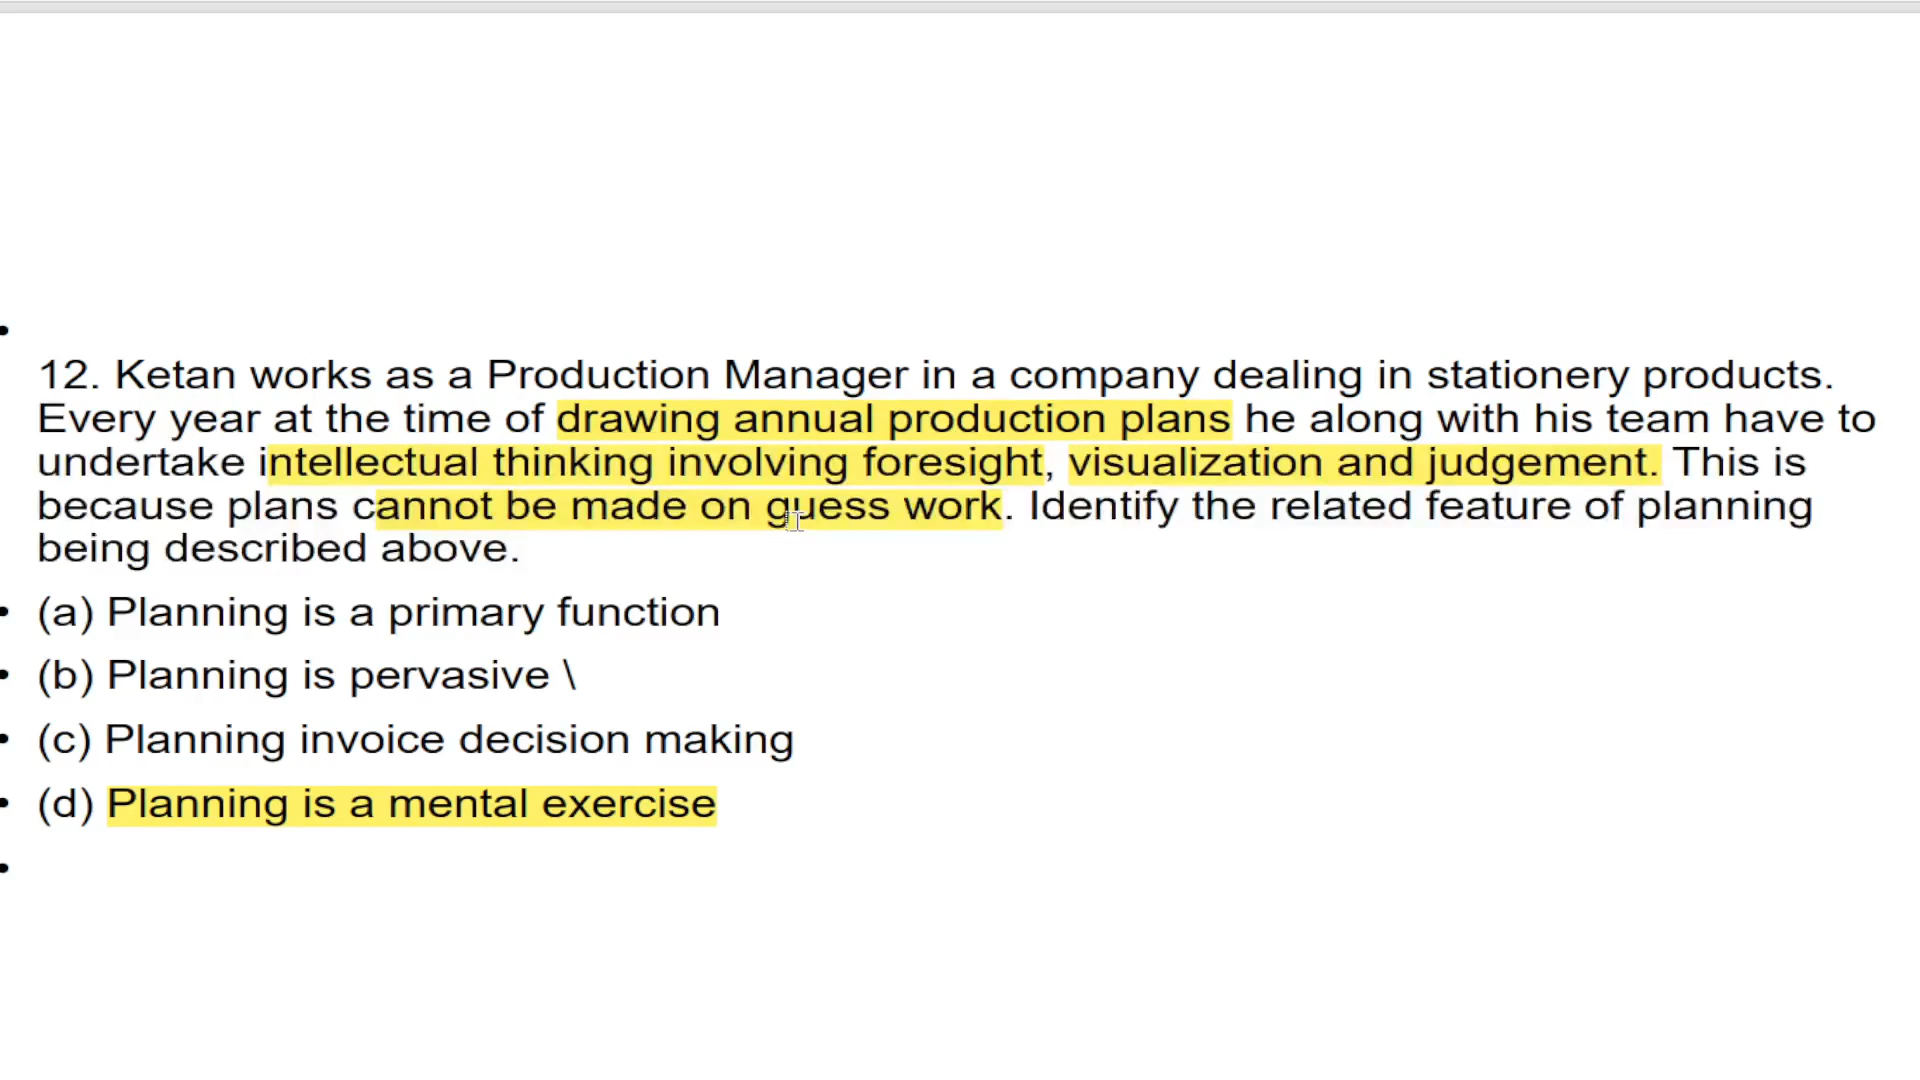 12. Ketan works as a Production Manager in a company dealing in stationery products.
Every year at the time of drawing annual production plans he along with his team have to
undertake intellectual thinking involving foresight, visualization and judgement. This is
because plans cannot be made on guess work. Identify the related feature of planning
being described above.
• (a) Planning is a primary function
• (b) Planning is pervasive \
• (c) Planning invoice decision making
• (d) Planning is a mental exercise